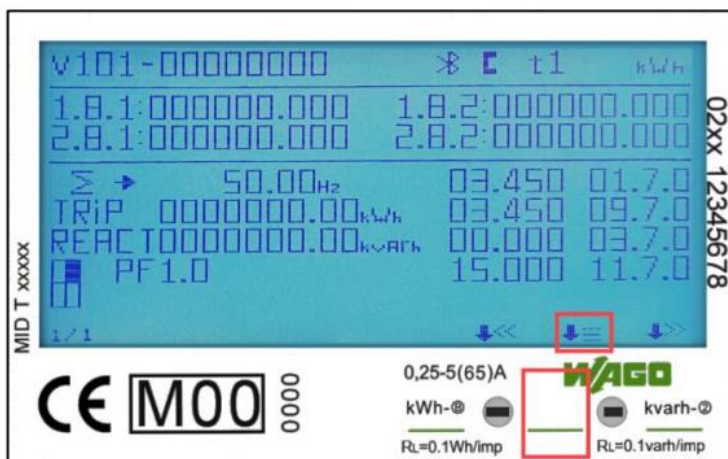 V101-00000000 t1 kWh
1.8.1:000000.000 1.8.2:000000.000
2.8.1:000000.000 2.8.2:000000.000
Σ → 50.00Hz 03.450 01.7.0
TRiP 0000000.00kWh 03.450 09.7.0
REACT0000000.00kvArh 00.000 03.7.0
PF1.0 15.000 11.7.0
1/1 ⬇<< ⬇≡ ⬇>>
02xx 12345678
MID T xxxxx
CE M00 0000
0,25-5(65)A WAGO
kWh-⑧ kvarh-②
RL=0.1Wh/imp RL=0.1varh/imp